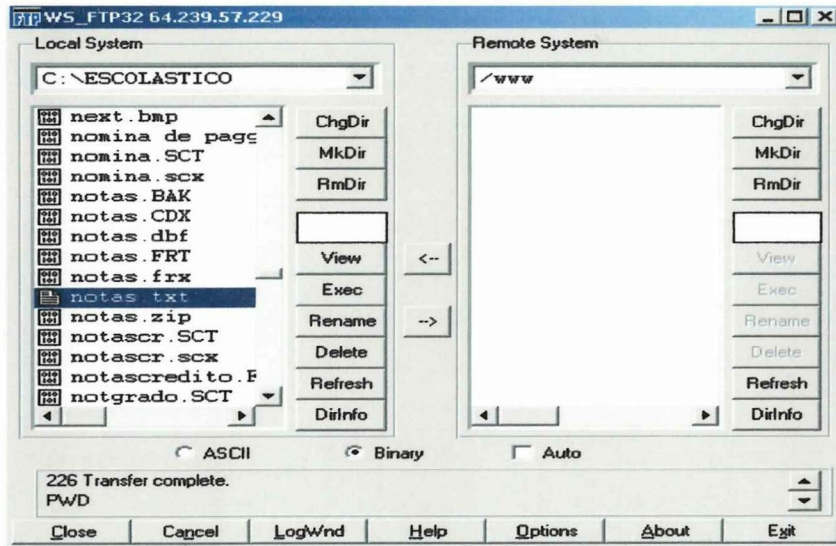 WS_FTP32 64.239.57.229
Local System
C:\ESCOLASTICO
next.bmp
nomina de page
nomina.SCT
nomina.scx
notas.BAK
notas.CDX
notas.dbf
notas.FRT
notas.frx
notas.txt
notas.zip
notascr.SCT
notascr.scx
notascredito.F
notgrado.SCT
ChgDir
MkDir
RmDir
View
Exec
Rename
Delete
Refresh
DirInfo
<--
-->
Remote System
/www
ChgDir
MkDir
RmDir
View
Exec
Rename
Delete
Refresh
DirInfo
ASCII
Binary
Auto
226 Transfer complete.
PWD
Close Cancel LogWnd Help Options About Exit